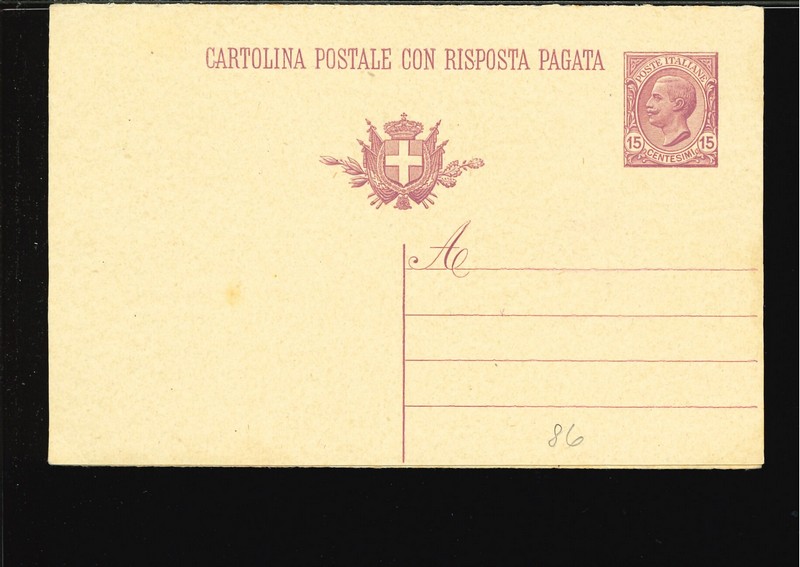 CARTOLINA POSTALE CON RISPOSTA PAGATA
POSTE ITALIANE
15 15
CENTESIMI
A
86